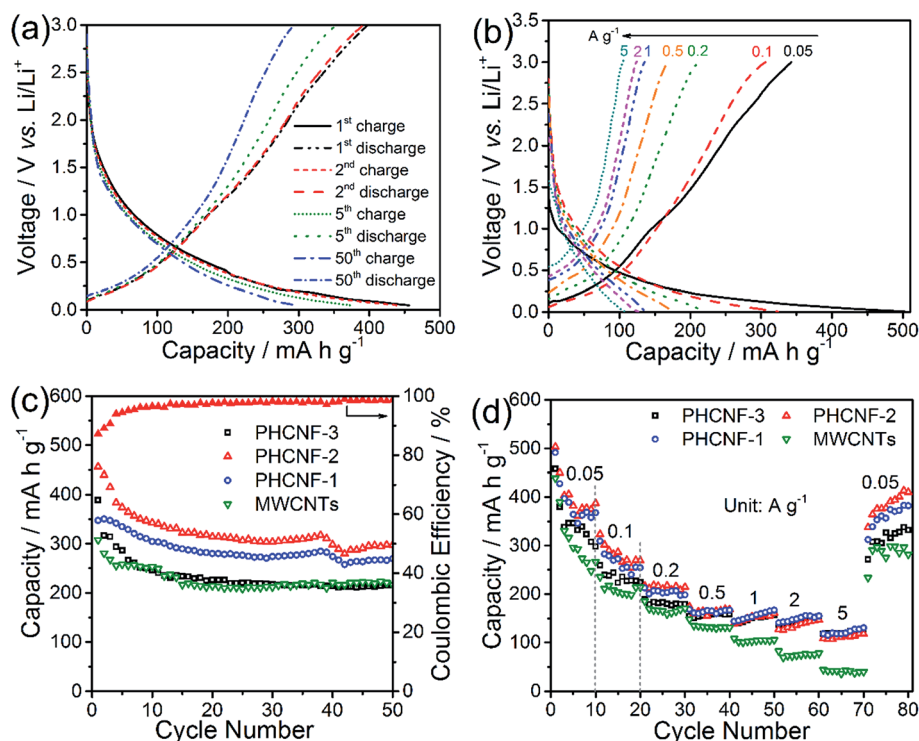 (a)
Voltage / V vs. Li/Li⁺
3.0
2.5
2.0
1.5
1.0
0.5
0.0
1ˢᵗ charge
1ˢᵗ discharge
2ⁿᵈ charge
2ⁿᵈ discharge
5ᵗʰ charge
5ᵗʰ discharge
50ᵗʰ charge
50ᵗʰ discharge
0 100 200 300 400 500
Capacity / mA h g⁻¹
(b)
Voltage / V vs. Li/Li⁺
3.5
3.0
2.5
2.0
1.5
1.0
0.5
0.0
A g⁻¹
5 2 1 0.5 0.2 0.1 0.05
0 100 200 300 400 500
Capacity / mA h g⁻¹
(c)
Capacity / mA h g⁻¹
600
500
400
300
200
100
0
PHCNF-3
PHCNF-2
PHCNF-1
MWCNTs
100
80
60
40
20
0
Coulombic Efficiency / %
0 10 20 30 40 50
Cycle Number
(d)
Capacity / mA h g⁻¹
600
500
400
300
200
100
0
PHCNF-3 PHCNF-2
PHCNF-1 MWCNTs
Unit: A g⁻¹
0.05 0.1 0.2 0.5 1 2 5 0.05
0 10 20 30 40 50 60 70 80
Cycle Number